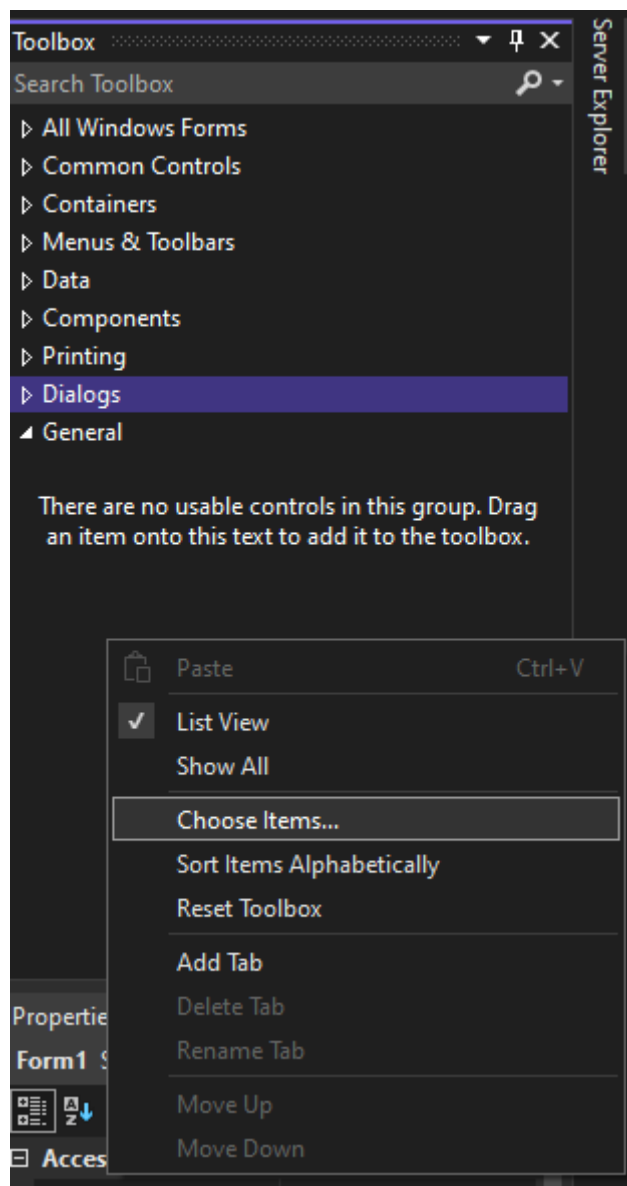 Toolbox
Server Explorer
Search Toolbox
All Windows Forms
Common Controls
Containers
Menus & Toolbars
Data
Components
Printing
Dialogs
General
There are no usable controls in this group. Drag
an item onto this text to add it to the toolbox.
Paste Ctrl+V
List View
Show All
Choose Items...
Sort Items Alphabetically
Reset Toolbox
Add Tab
Delete Tab
Rename Tab
Move Up
Move Down
Propertie
Form1 S
Acces